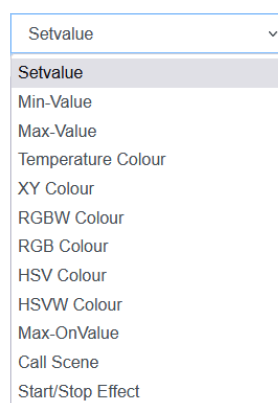 Setvalue
Setvalue
Min-Value
Max-Value
Temperature Colour
XY Colour
RGBW Colour
RGB Colour
HSV Colour
HSVW Colour
Max-OnValue
Call Scene
Start/Stop Effect